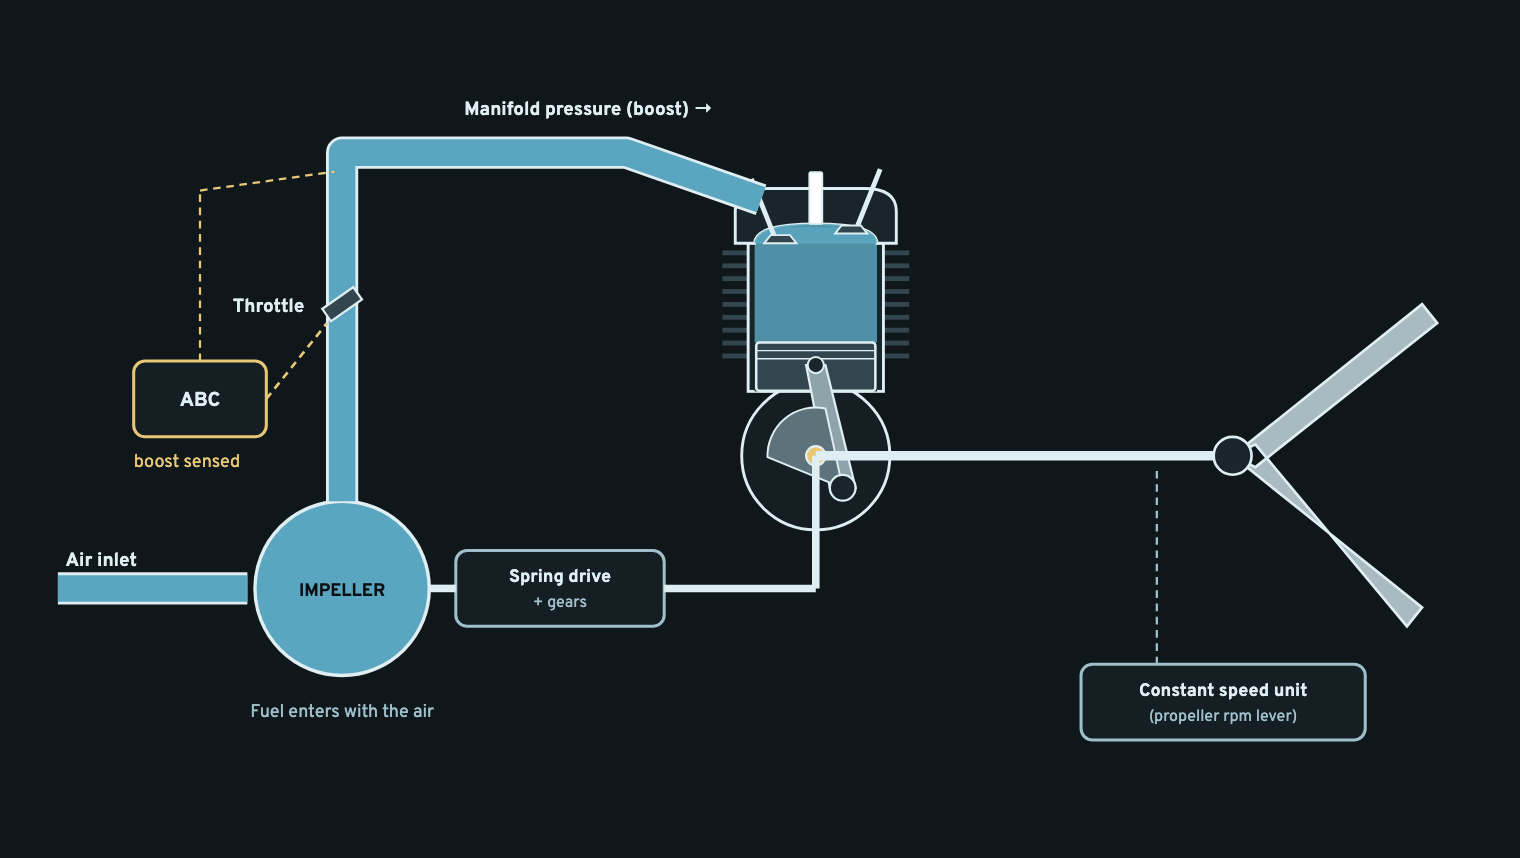 Manifold pressure (boost) →
Throttle
ABC
boost sensed
Air inlet
IMPELLER
Spring drive
+ gears
Fuel enters with the air
Constant speed unit
(propeller rpm lever)